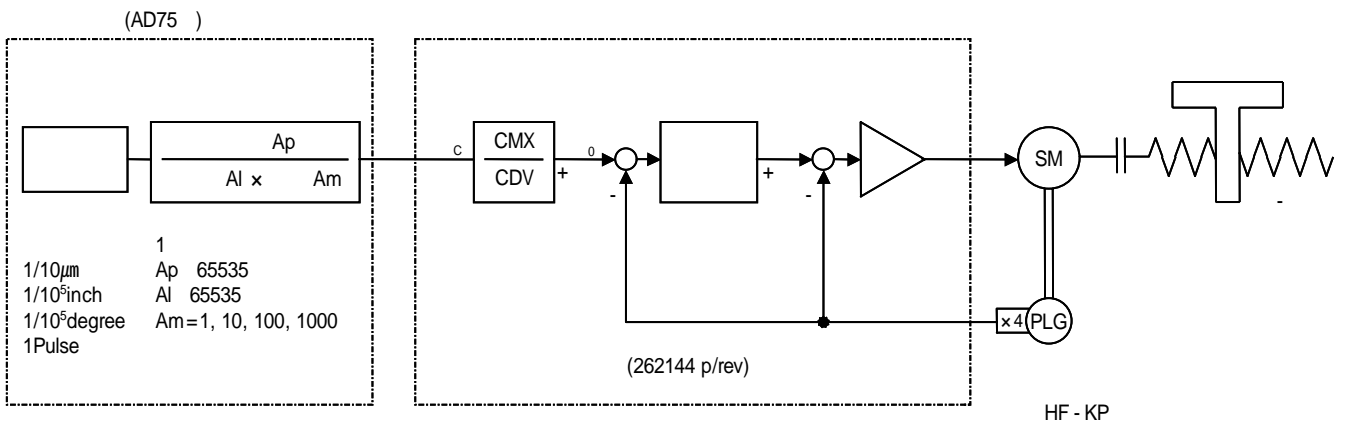 (AD75 )
Ap
Al × Am
C
CMX
CDV
+
0
-
+
-
SM
-
1
1/10μm Ap 65535
1/10⁵inch Al 65535
1/10⁵degree Am=1, 10, 100, 1000
1Pulse
×4
PLG
(262144 p/rev)
HF - KP